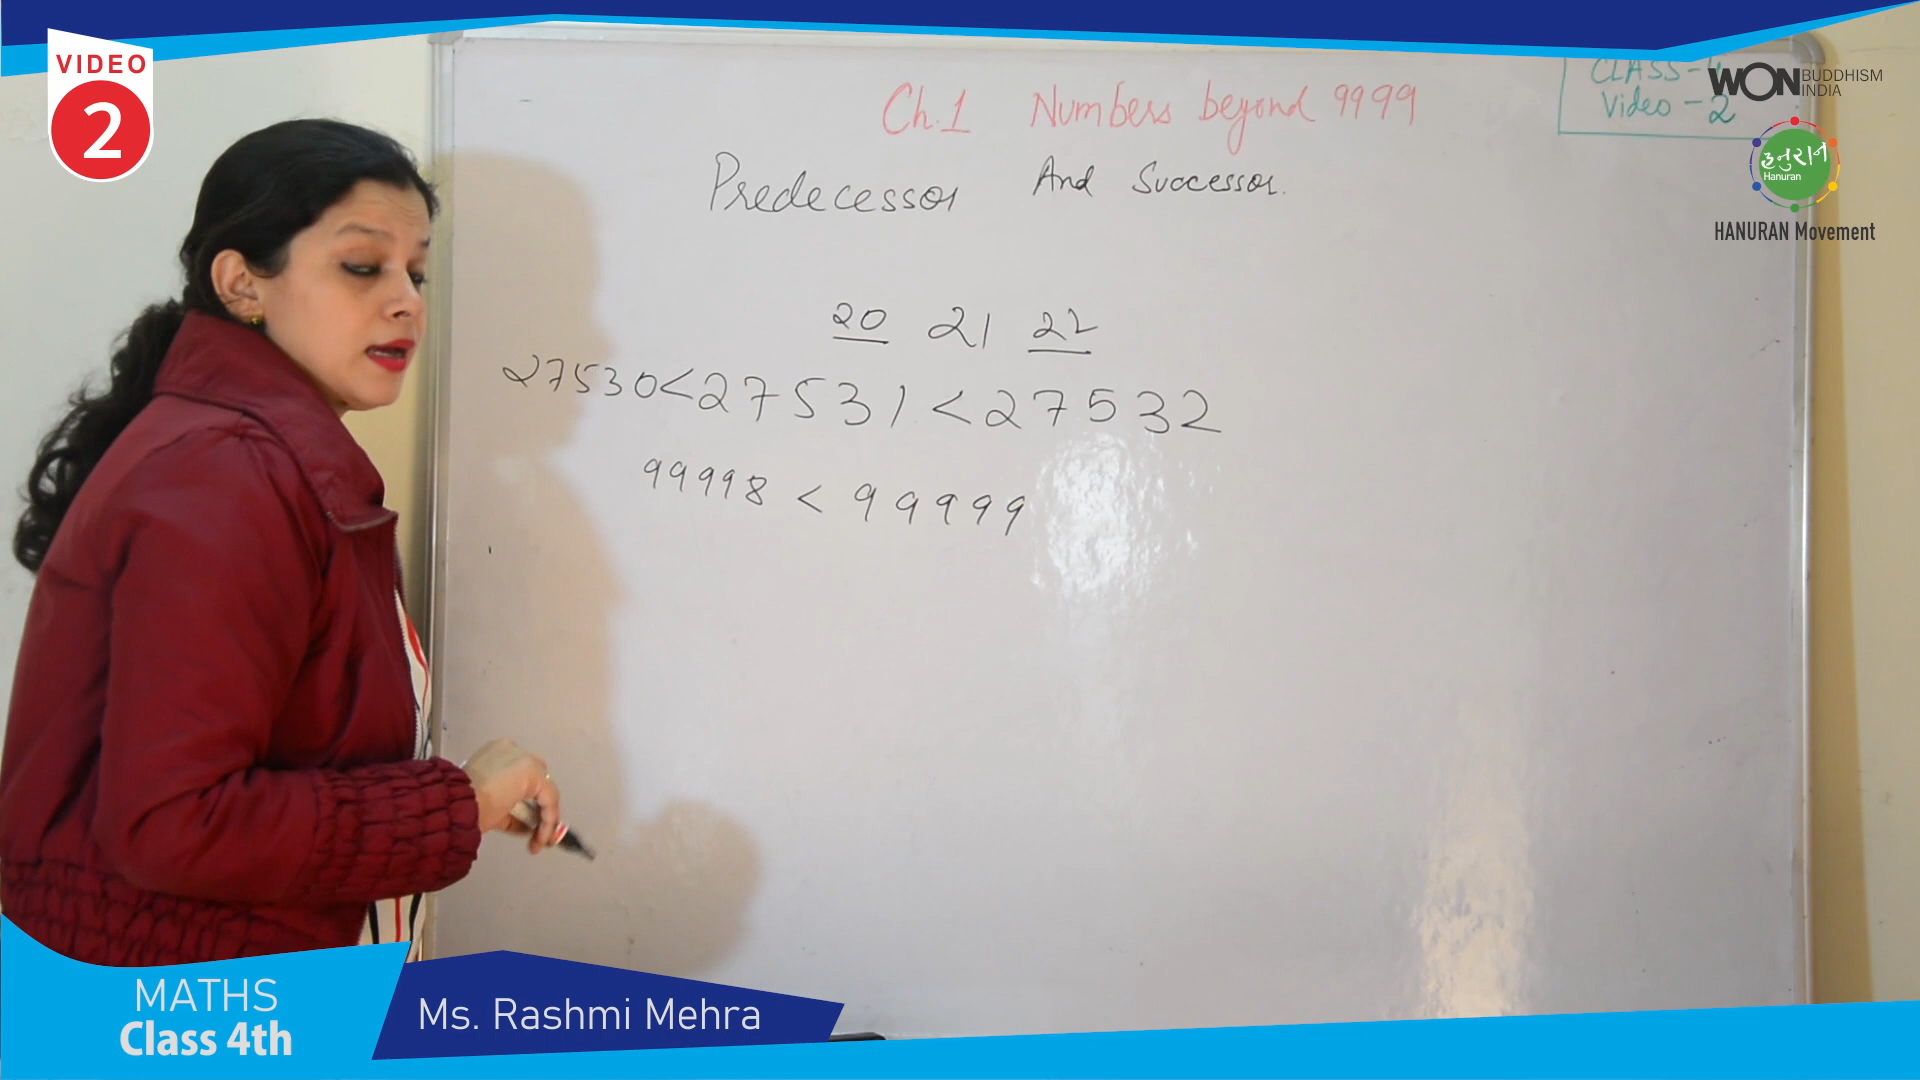 VIDEO
2
Ch.1 Numbers beyond 9999
CLASS-4
Video-2
WON BUDDHISM INDIA
Predecessor And Successor.
હનુરાન
Hanuran
HANURAN Movement
20 21 22
27530<27531<27532
99998 < 99999
MATHS
Class 4th
Ms. Rashmi Mehra